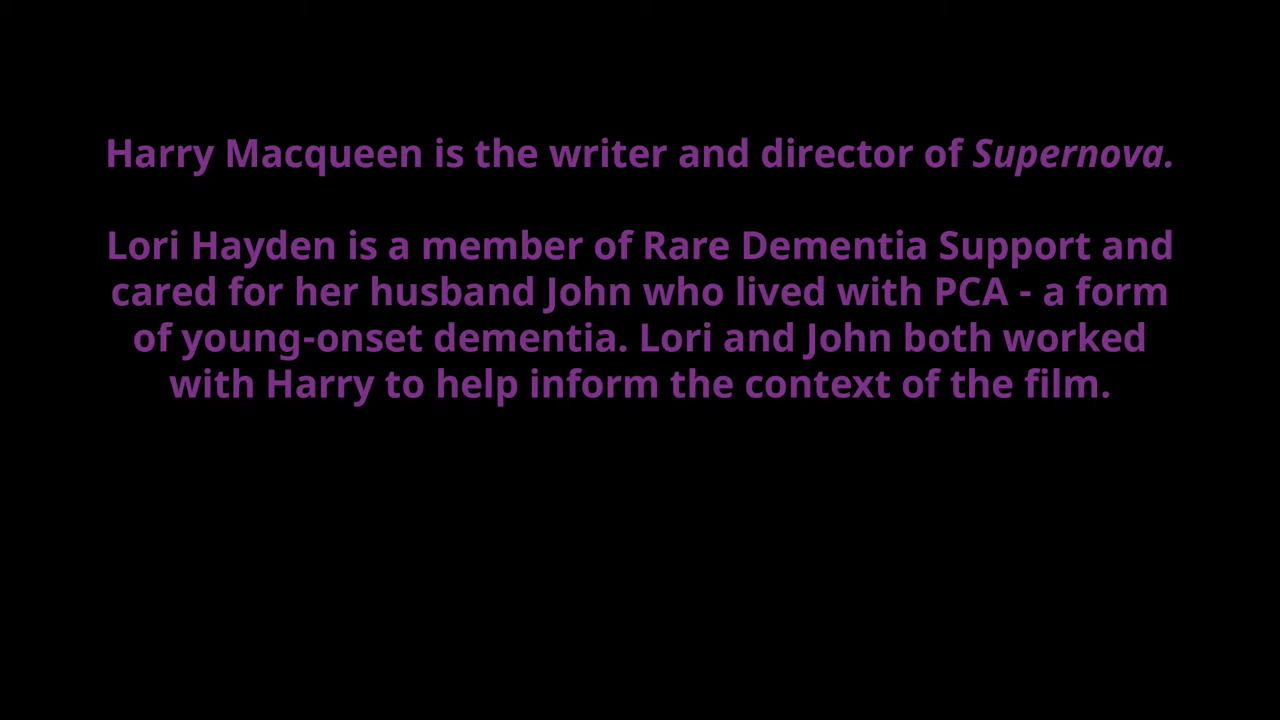 Harry Macqueen is the writer and director of Supernova.
Lori Hayden is a member of Rare Dementia Support and
cared for her husband John who lived with PCA - a form
of young-onset dementia. Lori and John both worked
with Harry to help inform the context of the film.